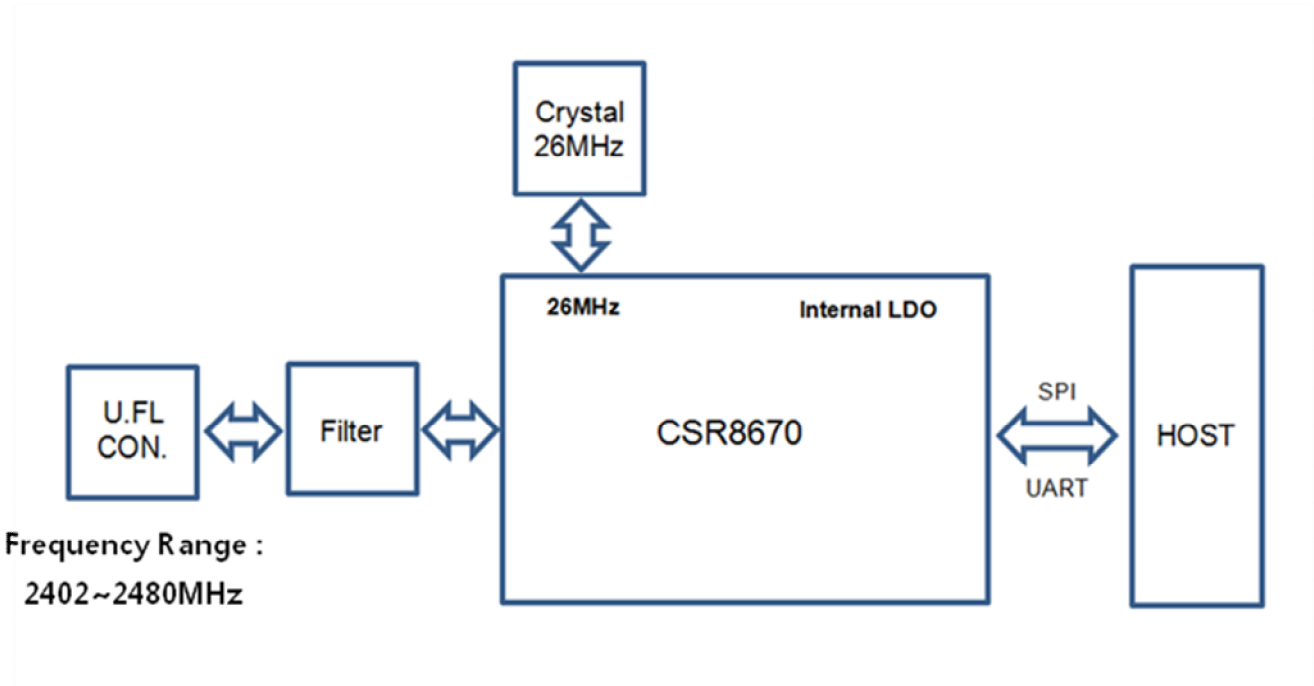 Crystal
26MHz
26MHz
Internal LDO
U.FL
CON.
Filter
CSR8670
SPI
UART
HOST
Frequency Range :
2402~2480MHz